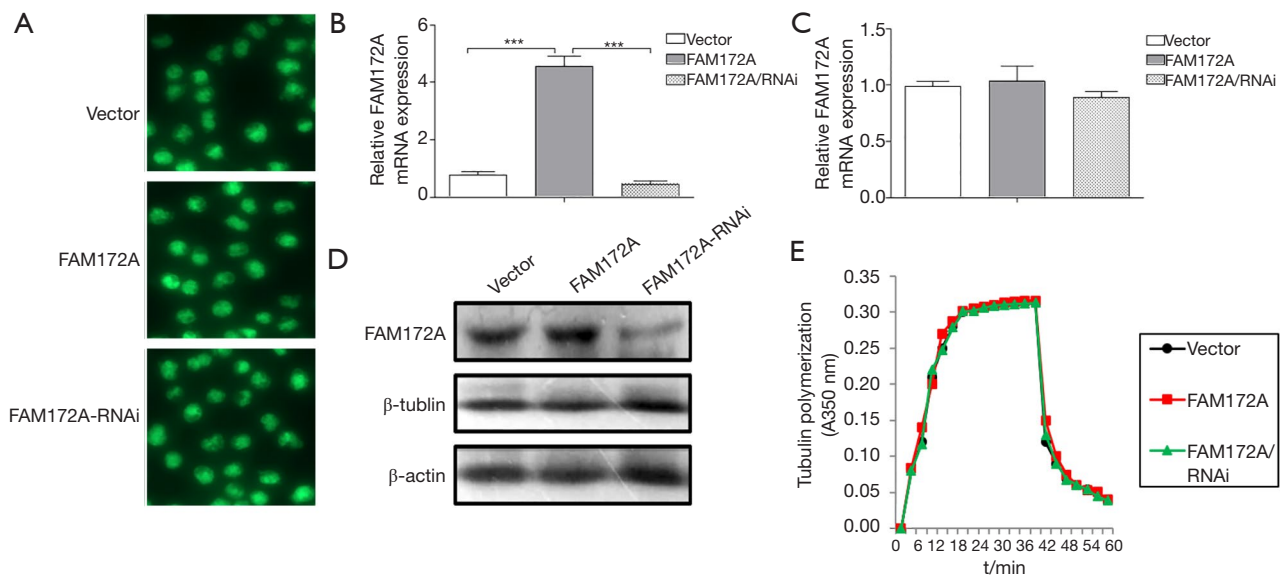 A
Vector
FAM172A
FAM172A-RNAi
B
Relative FAM172A
mRNA expression
6
4
2
0
***
***
Vector
FAM172A
FAM172A/RNAi
C
Relative FAM172A
mRNA expression
1.5
1.0
0.5
0.0
Vector
FAM172A
FAM172A/RNAi
D
Vector
FAM172A
FAM172A-RNAi
FAM172A
β-tublin
β-actin
E
Tubulin polymerization
(A350 nm)
0.35
0.30
0.25
0.20
0.15
0.10
0.05
0.00
0 6 12 18 24 30 36 42 48 54 60
t/min
Vector
FAM172A
FAM172A/
RNAi